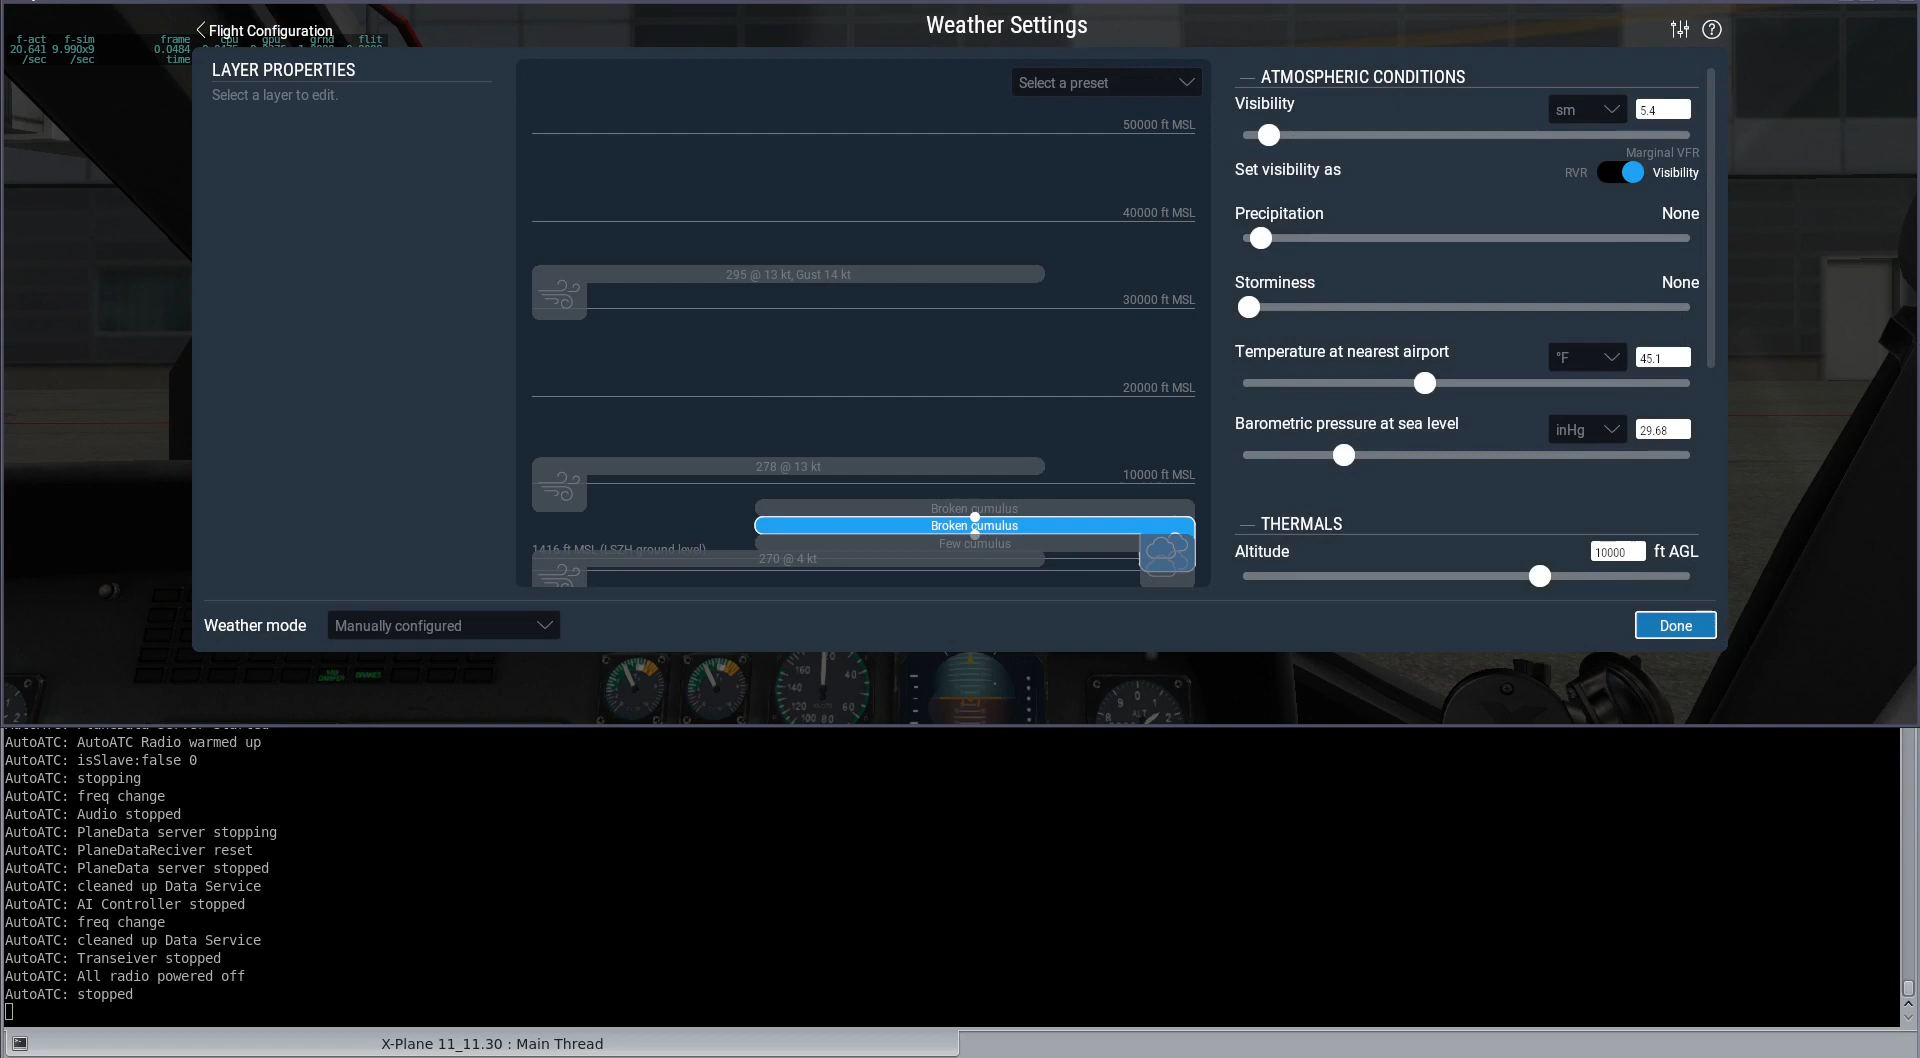 Flight Configuration
Weather Settings
f-act f-sim frame cpu gpu grnd flit
20.641 9.990x9 0.0484
/sec /sec time
LAYER PROPERTIES
Select a layer to edit.
Select a preset
50000 ft MSL
40000 ft MSL
295 @ 13 kt, Gust 14 kt
30000 ft MSL
20000 ft MSL
278 @ 13 kt
10000 ft MSL
Broken cumulus
Broken cumulus
Few cumulus
1416 ft MSL (LSZH ground level)
270 @ 4 kt
ATMOSPHERIC CONDITIONS
Visibility
sm
5.4
Marginal VFR
Set visibility as
RVR
Visibility
Precipitation
None
Storminess
None
Temperature at nearest airport
°F
45.1
Barometric pressure at sea level
inHg
29.68
THERMALS
Altitude
10000
ft AGL
Weather mode
Manually configured
Done
AutoATC: PlaneData server started
AutoATC: AutoATC Radio warmed up
AutoATC: isSlave:false 0
AutoATC: stopping
AutoATC: freq change
AutoATC: Audio stopped
AutoATC: PlaneData server stopping
AutoATC: PlaneDataReciver reset
AutoATC: PlaneData server stopped
AutoATC: cleaned up Data Service
AutoATC: AI Controller stopped
AutoATC: freq change
AutoATC: cleaned up Data Service
AutoATC: Transeiver stopped
AutoATC: All radio powered off
AutoATC: stopped
X-Plane 11_11.30 : Main Thread